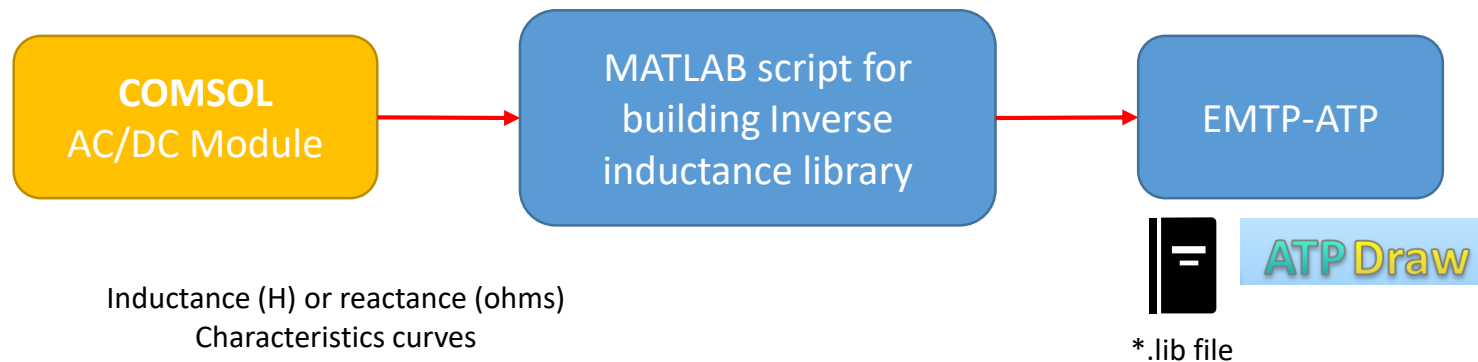 COMSOL
AC/DC Module
MATLAB script for
building Inverse
inductance library
EMTP-ATP
ATPDraw
Inductance (H) or reactance (ohms)
Characteristics curves
*.lib file